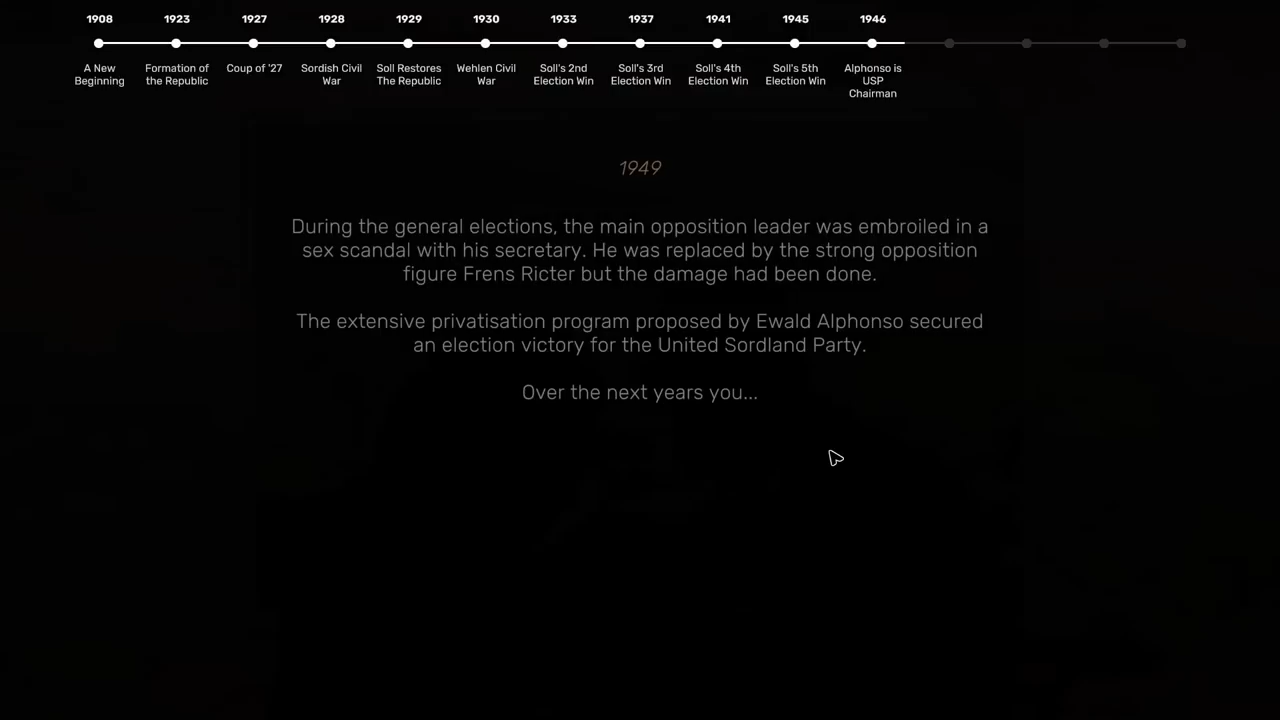 1908 1923 1927 1928 1929 1930 1933 1937 1941 1945 1946
A New Formation of Coup of '27 Sordish Civil Soll Restores Wehlen Civil Soll's 2nd Soll's 3rd Soll's 4th Soll's 5th Alphonso is
Beginning the Republic War The Republic War Election Win Election Win Election Win Election Win USP
Chairman
1949
During the general elections, the main opposition leader was embroiled in a
sex scandal with his secretary. He was replaced by the strong opposition
figure Frens Ricter but the damage had been done.
The extensive privatisation program proposed by Ewald Alphonso secured
an election victory for the United Sordland Party.
Over the next years you...